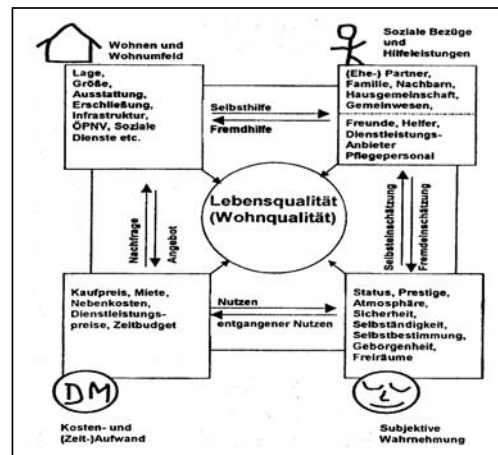 Wohnen und
Wohnumfeld
Soziale Bezüge
und
Hilfeleistungen
Lage,
Größe,
Ausstattung,
Erschließung,
Infrastruktur,
ÖPNV, Soziale
Dienste etc.
Selbsthilfe
Fremdhilfe
(Ehe-) Partner,
Familie, Nachbarn,
Hausgemeinschaft,
Gemeinwesen,
Freunde, Helfer,
Dienstleistungs-
Anbieter
Pflegepersonal
Lebensqualität
(Wohnqualität)
Nachfrage
Angebot
Selbsteinschätzung
Fremdeinschätzung
Kaufpreis, Miete,
Nebenkosten,
Dienstleistungs-
preise, Zeitbudget
Nutzen
entgangener Nutzen
Status, Prestige,
Atmosphäre,
Sicherheit,
Selbständigkeit,
Selbstbestimmung,
Geborgenheit,
Freiräume
DM
Kosten- und
(Zeit-)Aufwand
Subjektive
Wahrnehmung